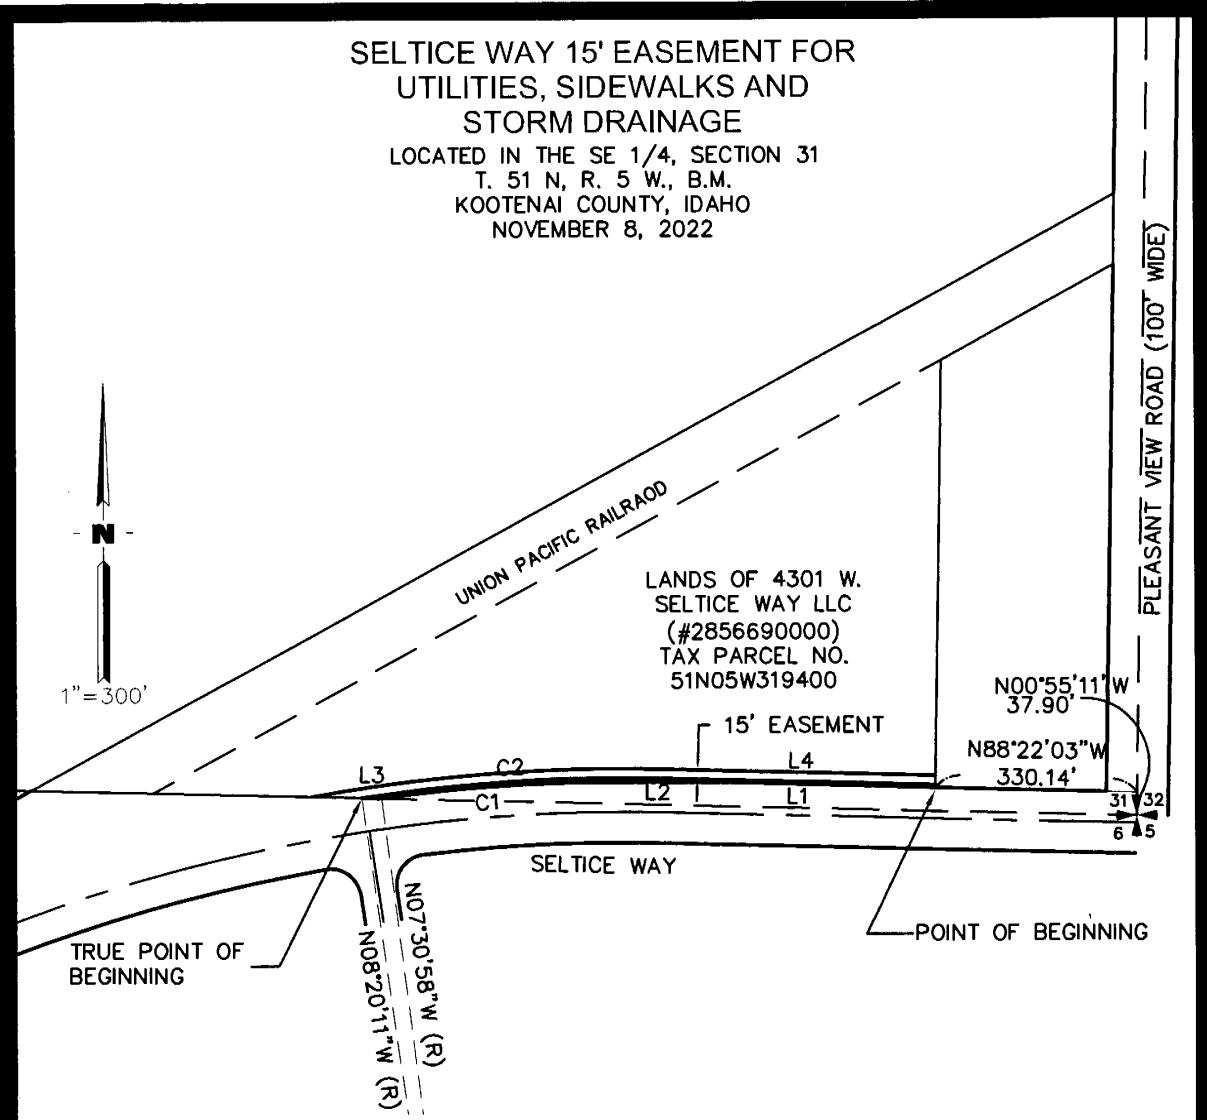 SELTICE WAY 15' EASEMENT FOR
UTILITIES, SIDEWALKS AND
STORM DRAINAGE
LOCATED IN THE SE 1/4, SECTION 31
T. 51 N, R. 5 W., B.M.
KOOTENAI COUNTY, IDAHO
NOVEMBER 8, 2022
PLEASANT VIEW ROAD (100' WIDE)
UNION PACIFIC RAILRAOD
N
1"=300'
LANDS OF 4301 W.
SELTICE WAY LLC
(#2856690000)
TAX PARCEL NO.
51N05W319400
N00°55'11"W
37.90'
15' EASEMENT
N88°22'03"W
330.14'
L3
C2
L4
C1
L2
L1
31 32
6 5
SELTICE WAY
TRUE POINT OF
BEGINNING
POINT OF BEGINNING
N08°20'11"W (R)
N07°30'58"W (R)